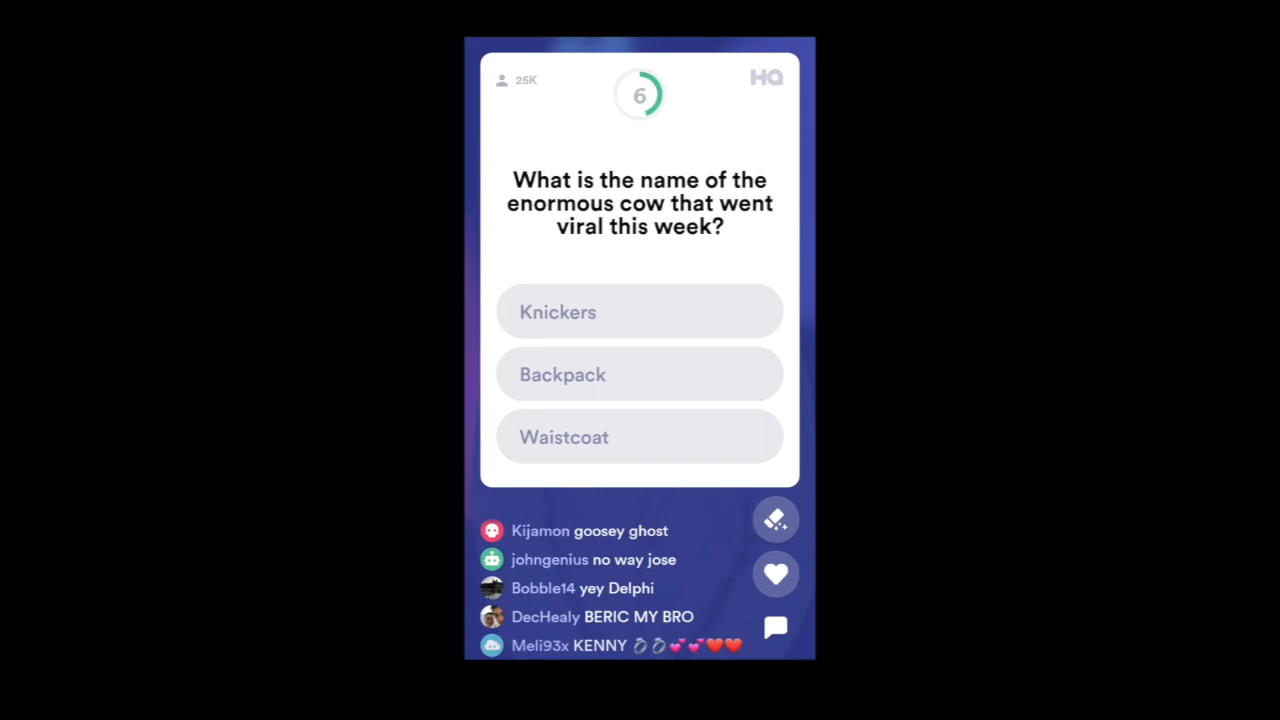 25K
6
HQ
What is the name of the
enormous cow that went
viral this week?
Knickers
Backpack
Waistcoat
Kijamon goosey ghost
johngenius no way jose
Bobble14 yey Delphi
DecHealy BERIC MY BRO
Meli93x KENNY 💍💍💕💕❤️❤️